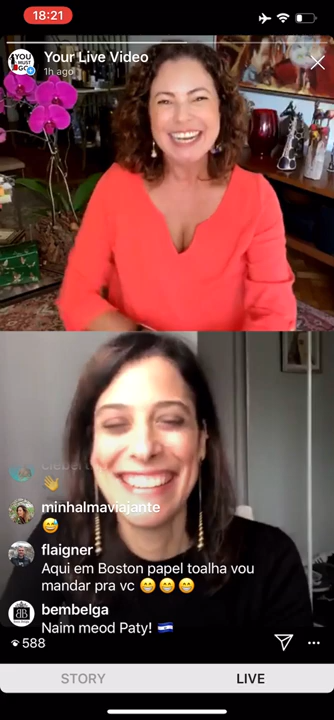 18:21
YOU MUST GO
Your Live Video
1h ago
👋
minhalmaviajante
😅
flaigner
Aqui em Boston papel toalha vou
mandar pra vc 😁😁😁
BB
bembelga
Naim meod Paty! 🇮🇱
588
STORY
LIVE